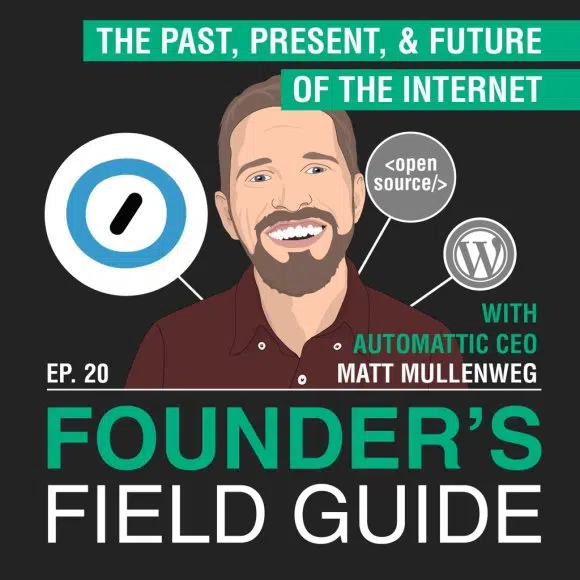 THE PAST, PRESENT, & FUTURE
OF THE INTERNET
<open
source/>
W
WITH
AUTOMATTIC CEO
EP. 20
MATT MULLENWEG
FOUNDER'S
FIELD GUIDE